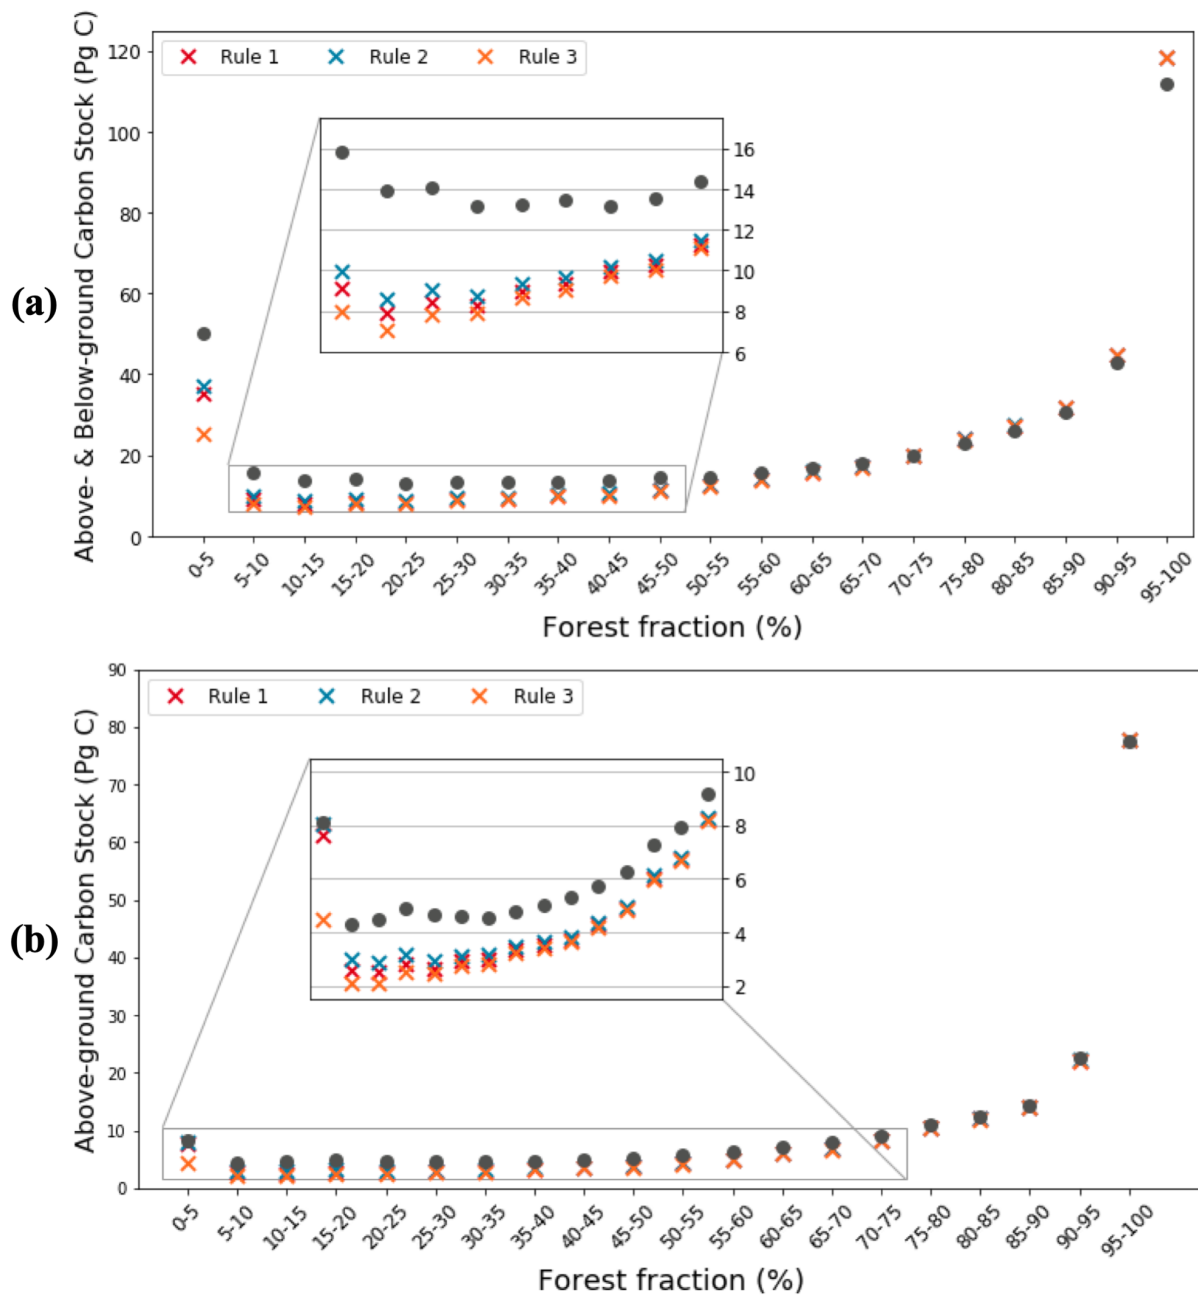 (a)
Above- & Below-ground Carbon Stock (Pg C)
120
100
80
60
40
20
0
Rule 1 Rule 2 Rule 3
16
14
12
10
8
6
0-5 5-10 10-15 15-20 20-25 25-30 30-35 35-40 40-45 45-50 50-55 55-60 60-65 65-70 70-75 75-80 80-85 85-90 90-95 95-100
Forest fraction (%)
(b)
Above-ground Carbon Stock (Pg C)
90
80
70
60
50
40
30
20
10
0
Rule 1 Rule 2 Rule 3
10
8
6
4
2
0-5 5-10 10-15 15-20 20-25 25-30 30-35 35-40 40-45 45-50 50-55 55-60 60-65 65-70 70-75 75-80 80-85 85-90 90-95 95-100
Forest fraction (%)